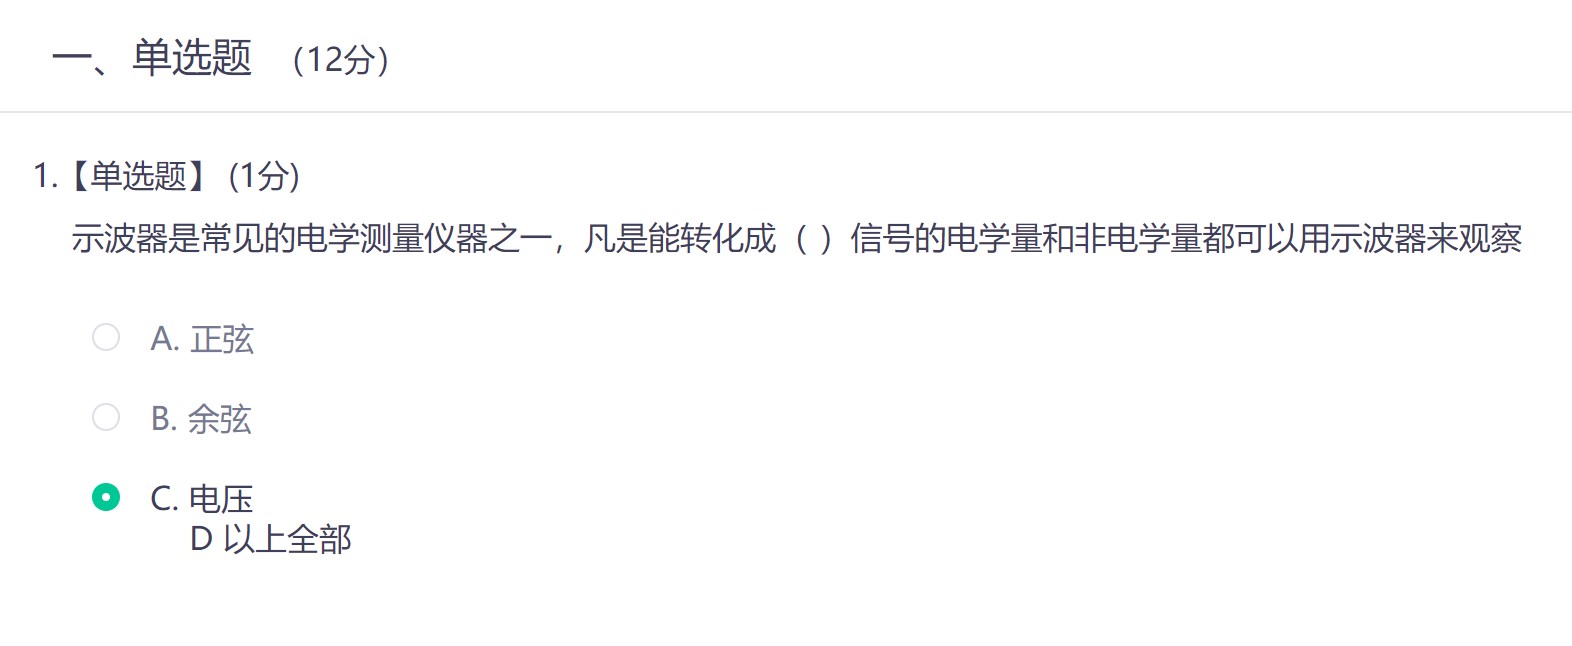 一、单选题 （12分）
1.【单选题】 (1分)
示波器是常见的电学测量仪器之一，凡是能转化成（ ）信号的电学量和非电学量都可以用示波器来观察
A. 正弦
B. 余弦
C. 电压
D 以上全部